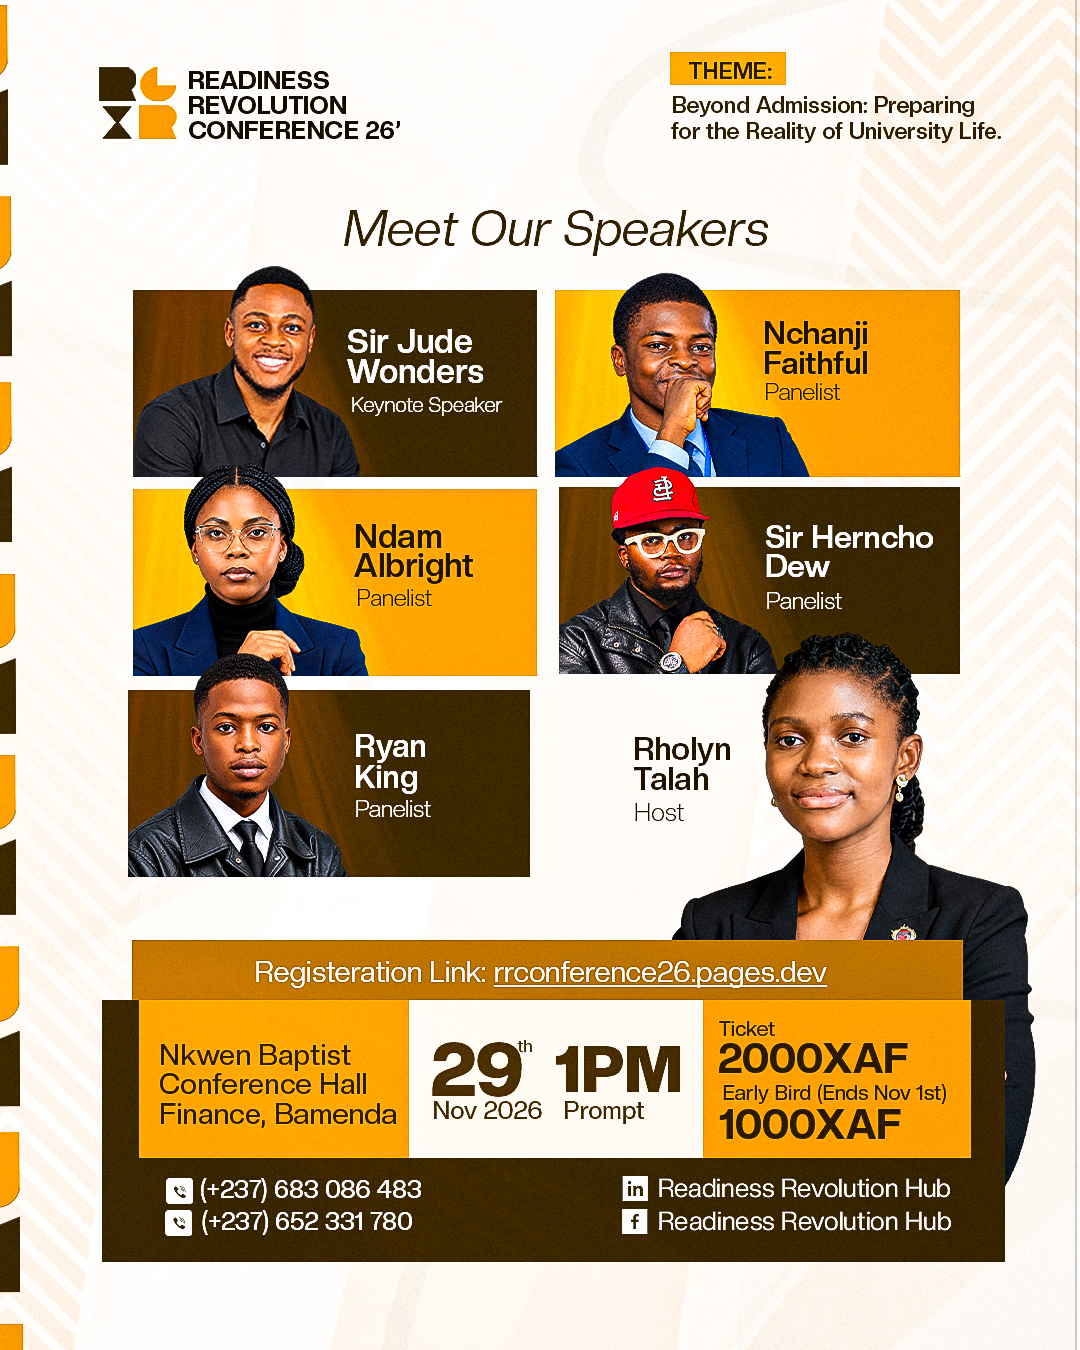 READINESS
REVOLUTION
CONFERENCE 26’
THEME:
Beyond Admission: Preparing
for the Reality of University Life.
Meet Our Speakers
Sir Jude
Wonders
Keynote Speaker
Nchanji
Faithful
Panelist
Ndam
Albright
Panelist
Sir Herncho
Dew
Panelist
Ryan
King
Panelist
Rholyn
Talah
Host
Registeration Link: rrconference26.pages.dev
Nkwen Baptist
Conference Hall
Finance, Bamenda
29th
Nov 2026
1PM
Prompt
Ticket
2000XAF
Early Bird (Ends Nov 1st)
1000XAF
(+237) 683 086 483
(+237) 652 331 780
in Readiness Revolution Hub
f Readiness Revolution Hub